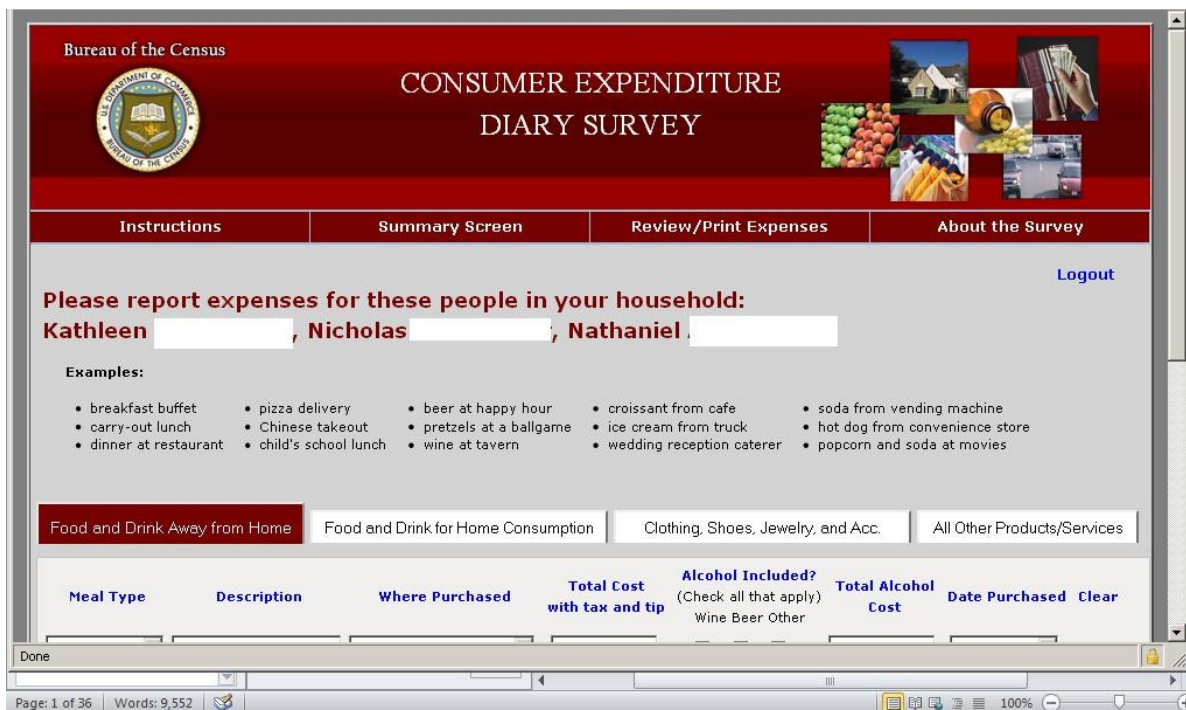 Bureau of the Census
U.S. DEPARTMENT OF COMMERCE
BUREAU OF THE CENSUS
CONSUMER EXPENDITURE
DIARY SURVEY
Instructions Summary Screen Review/Print Expenses About the Survey
Logout
Please report expenses for these people in your household:
Kathleen , Nicholas , Nathaniel
Examples:
• breakfast buffet • pizza delivery • beer at happy hour • croissant from cafe • soda from vending machine
• carry-out lunch • Chinese takeout • pretzels at a ballgame • ice cream from truck • hot dog from convenience store
• dinner at restaurant • child's school lunch • wine at tavern • wedding reception caterer • popcorn and soda at movies
Food and Drink Away from Home Food and Drink for Home Consumption Clothing, Shoes, Jewelry, and Acc. All Other Products/Services
Meal Type Description Where Purchased Total Cost with tax and tip Alcohol Included? (Check all that apply) Wine Beer Other Total Alcohol Cost Date Purchased Clear
Done
Page: 1 of 36 Words: 9,552 100%